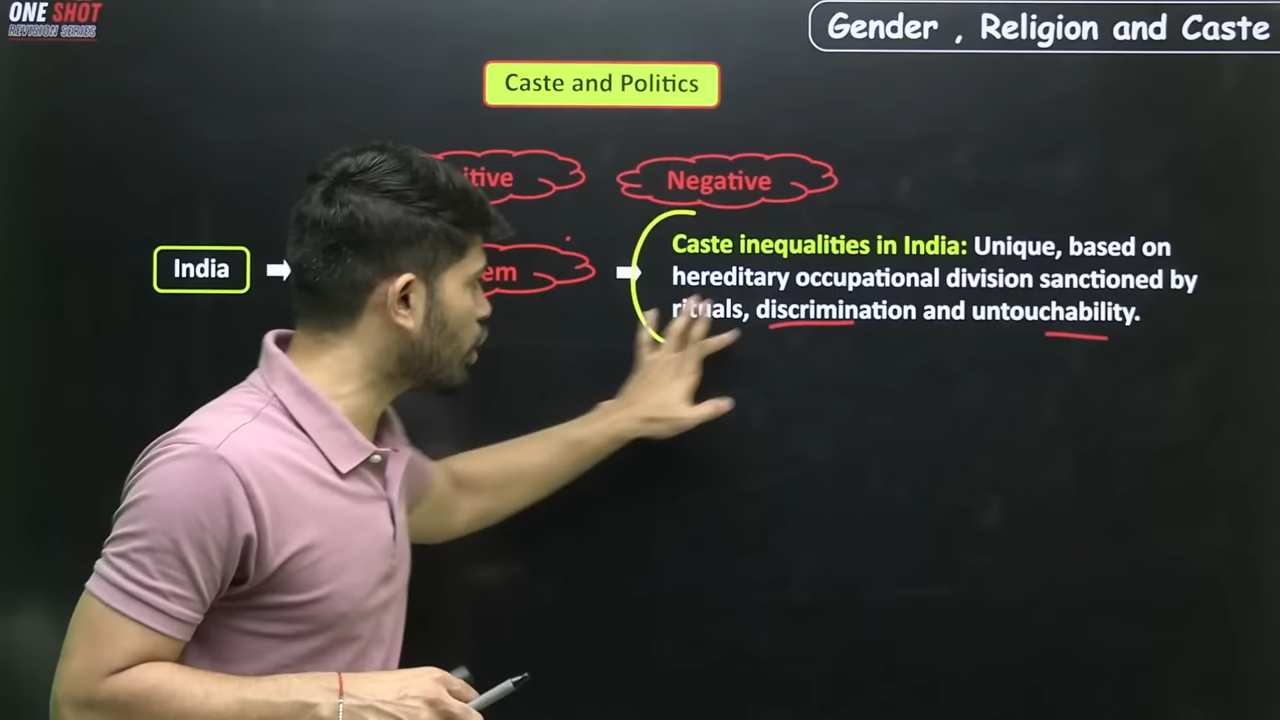 ONE SHOT
REVISION SERIES
Gender , Religion and Caste
Caste and Politics
Negative
India
Caste inequalities in India: Unique, based on
hereditary occupational division sanctioned by
rituals, discrimination and untouchability.